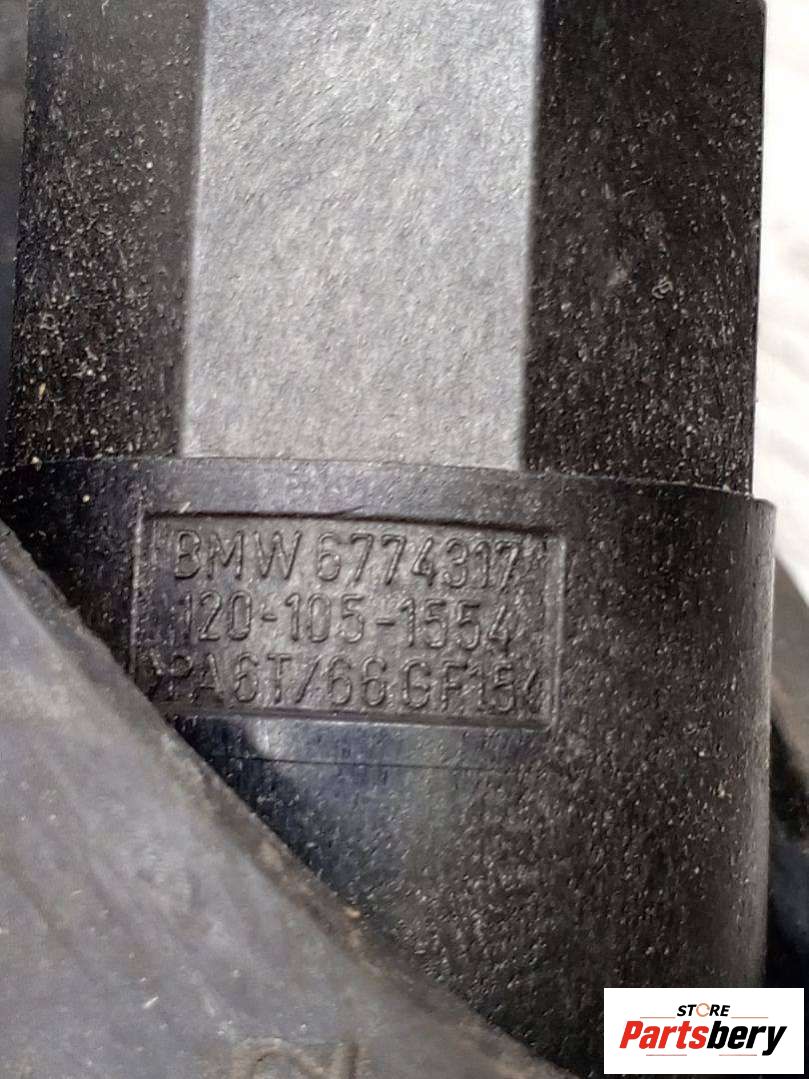 BMW 6774317
120-105-1554
>PA6T/66 GF15<
STORE
Partsbery